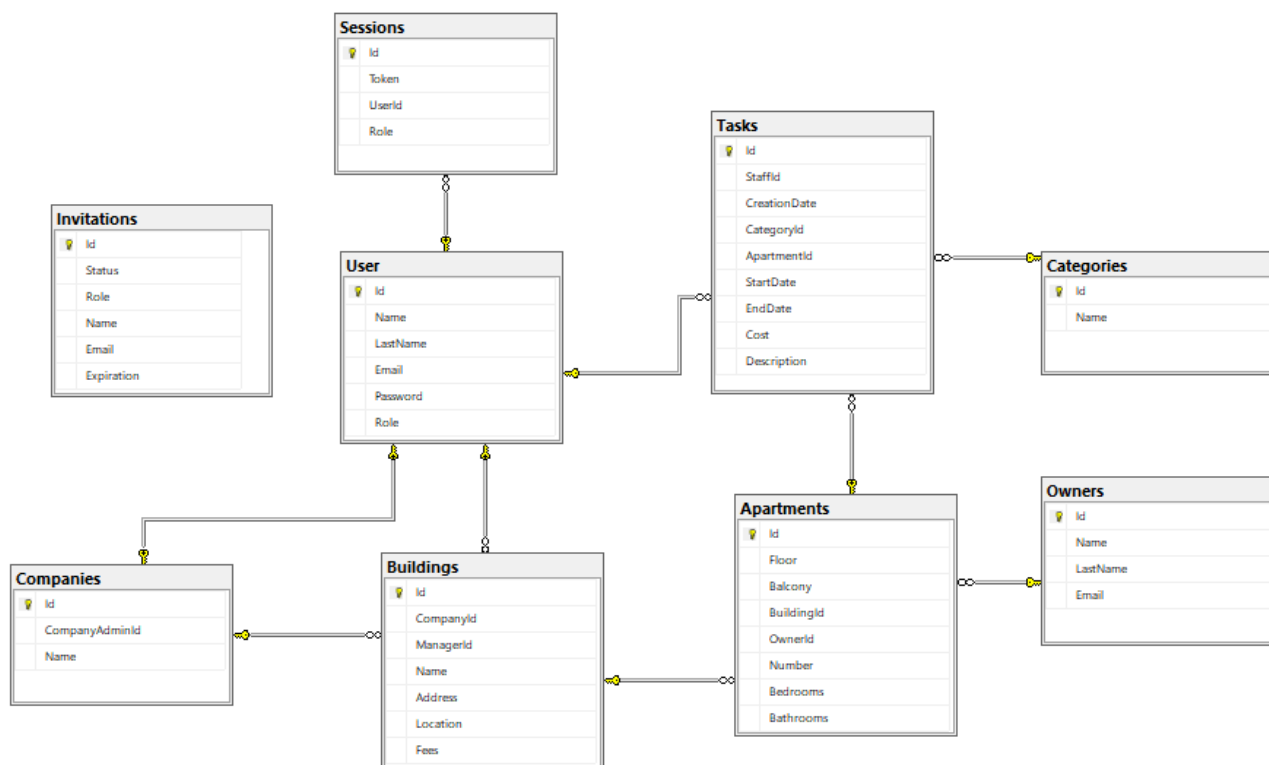 Sessions
Id
Token
UserId
Role
Tasks
Id
StaffId
CreationDate
CategoryId
ApartmentId
StartDate
EndDate
Cost
Description
Invitations
Id
Status
Role
Name
Email
Expiration
User
Id
Name
LastName
Email
Password
Role
Categories
Id
Name
Companies
Id
CompanyAdminId
Name
Buildings
Id
CompanyId
ManagerId
Name
Address
Location
Fees
Apartments
Id
Floor
Balcony
BuildingId
OwnerId
Number
Bedrooms
Bathrooms
Owners
Id
Name
LastName
Email